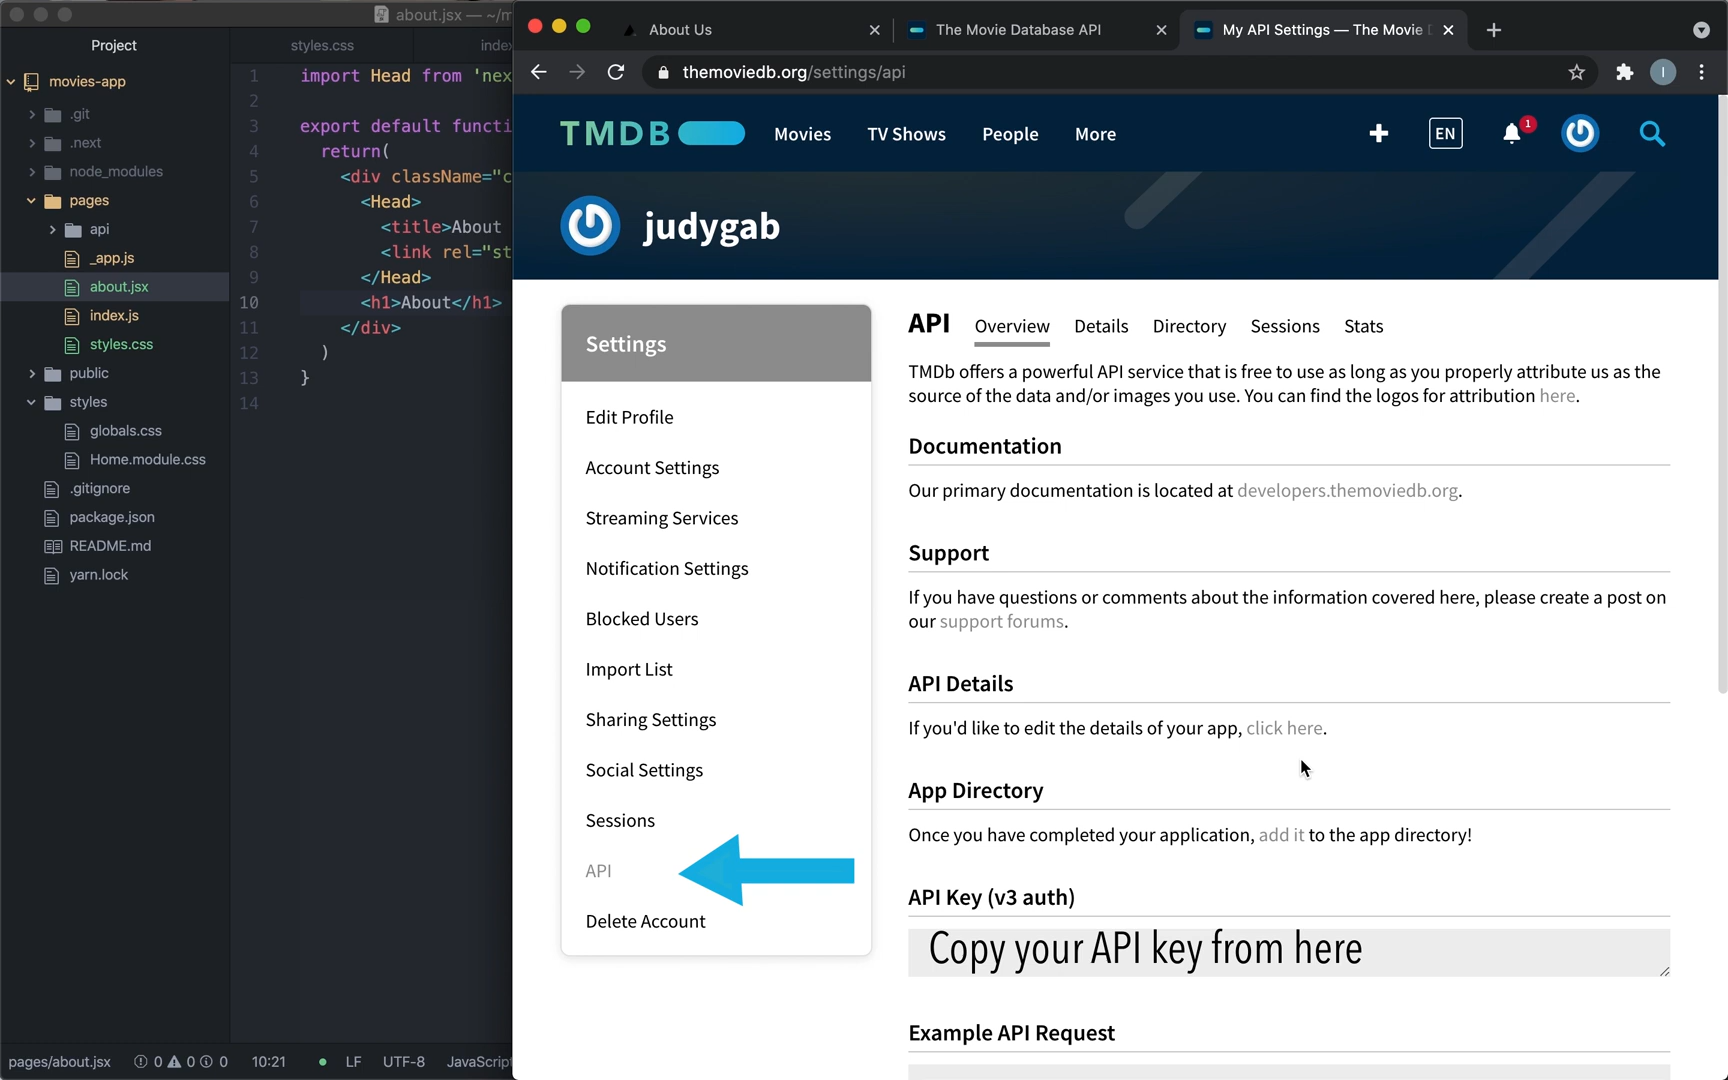 about.jsx — ~/m
Project
styles.css
index
movies-app
.git
.next
node_modules
pages
api
_app.js
about.jsx
index.js
styles.css
public
styles
globals.css
Home.module.css
.gitignore
package.json
README.md
yarn.lock
1 import Head from 'nex
2
3 export default functi
4 return(
5 <div className="c
6 <Head>
7 <title>About
8 <link rel="st
9 </Head>
10 <h1>About</h1>
11 </div>
12 )
13 }
14
pages/about.jsx 0 0 0 10:21 LF UTF-8 JavaScript
About Us
The Movie Database API
My API Settings — The Movie D
themoviedb.org/settings/api
I
TMDB
Movies TV Shows People More
EN
1
judygab
Settings
Edit Profile
Account Settings
Streaming Services
Notification Settings
Blocked Users
Import List
Sharing Settings
Social Settings
Sessions
API
Delete Account
API Overview Details Directory Sessions Stats
TMDb offers a powerful API service that is free to use as long as you properly attribute us as the
source of the data and/or images you use. You can find the logos for attribution here.
Documentation
Our primary documentation is located at developers.themoviedb.org.
Support
If you have questions or comments about the information covered here, please create a post on
our support forums.
API Details
If you'd like to edit the details of your app, click here.
App Directory
Once you have completed your application, add it to the app directory!
API Key (v3 auth)
Copy your API key from here
Example API Request